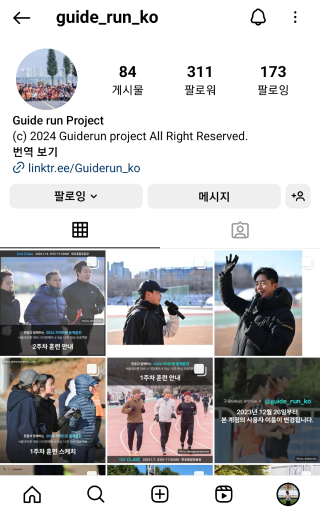 guide_run_ko
84
311
173
게시물
팔로워
팔로잉
Guide run Project
(c) 2024 Guiderun project All Right Reserved.
번역 보기
linktr.ee/Guiderun_ko
팔로잉
메시지
2주차 훈련 안내
1주차 훈련 스케치
1주차 훈련 안내
@guide_run_ko
2023년 12월 26일부터
본 계정의 사용자 이름이 변경됩니다.